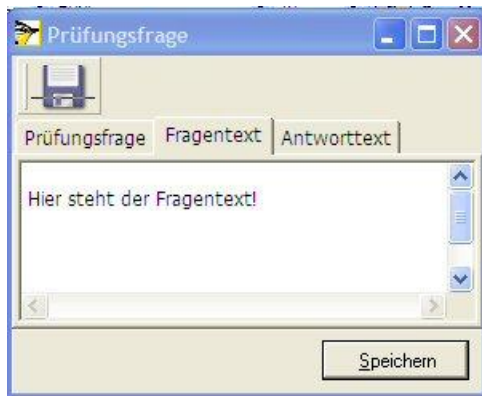 Prüfungsfrage
Prüfungsfrage Fragentext Antworttext
Hier steht der Fragentext!
Speichern